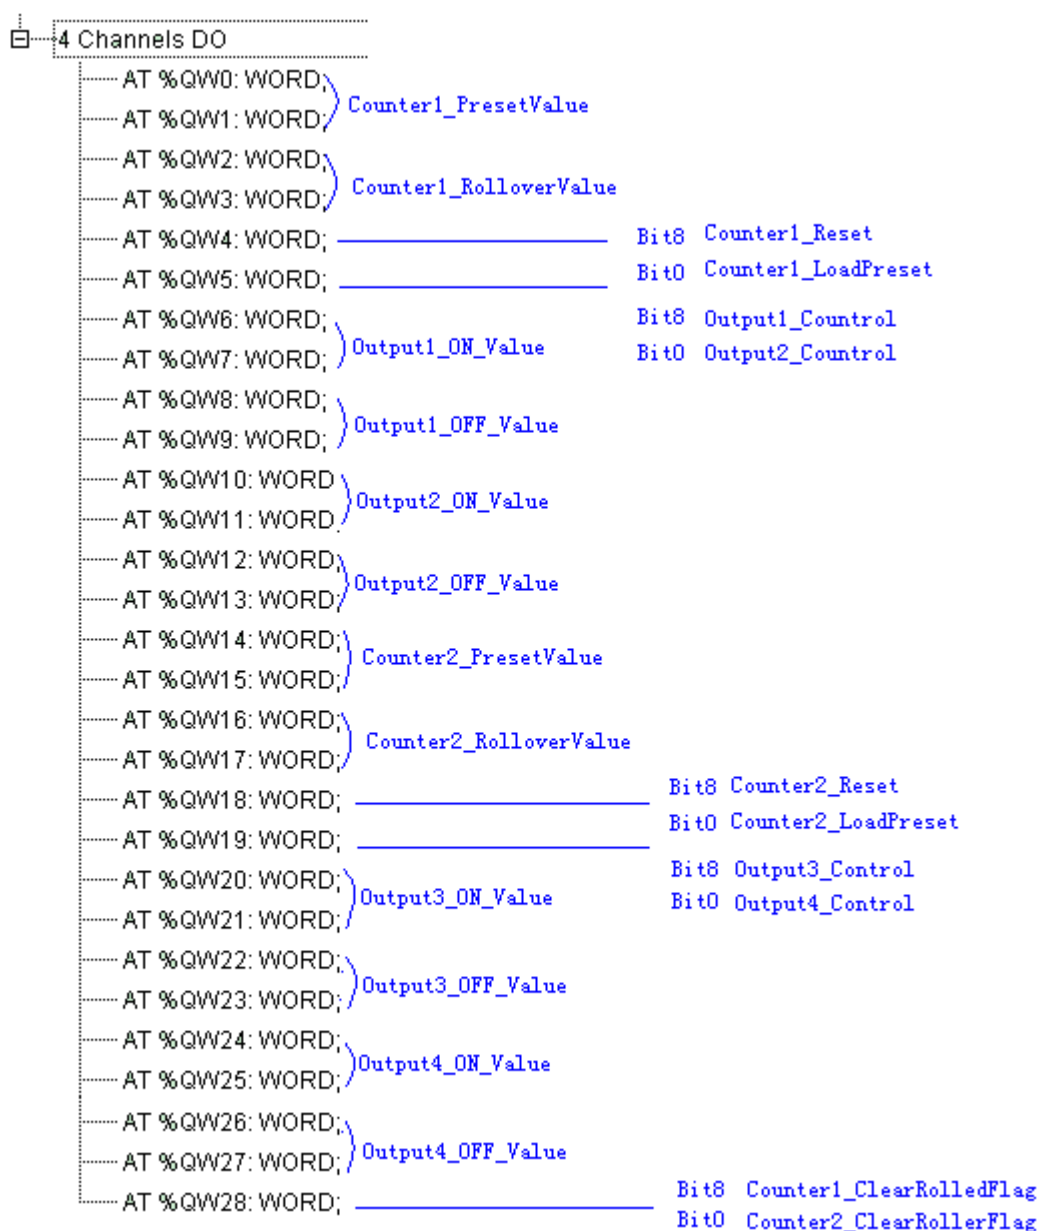 4 Channels DO
AT %QW0: WORD;
AT %QW1: WORD;
Counter1_PresetValue
AT %QW2: WORD;
AT %QW3: WORD;
Counter1_RolloverValue
AT %QW4: WORD;
Bit8 Counter1_Reset
Bit0 Counter1_LoadPreset
AT %QW5: WORD;
Bit8 Output1_Countrol
Bit0 Output2_Countrol
AT %QW6: WORD;
AT %QW7: WORD;
Output1_ON_Value
AT %QW8: WORD;
AT %QW9: WORD;
Output1_OFF_Value
AT %QW10: WORD
AT %QW11: WORD
Output2_ON_Value
AT %QW12: WORD;
AT %QW13: WORD;
Output2_OFF_Value
AT %QW14: WORD;
AT %QW15: WORD;
Counter2_PresetValue
AT %QW16: WORD;
AT %QW17: WORD;
Counter2_RolloverValue
AT %QW18: WORD;
Bit8 Counter2_Reset
Bit0 Counter2_LoadPreset
AT %QW19: WORD;
Bit8 Output3_Control
Bit0 Output4_Control
AT %QW20: WORD;
AT %QW21: WORD;
Output3_ON_Value
AT %QW22: WORD;
AT %QW23: WORD;
Output3_OFF_Value
AT %QW24: WORD;
AT %QW25: WORD;
Output4_ON_Value
AT %QW26: WORD;
AT %QW27: WORD;
Output4_OFF_Value
AT %QW28: WORD;
Bit8 Counter1_ClearRolledFlag
Bit0 Counter2_ClearRollerFlag